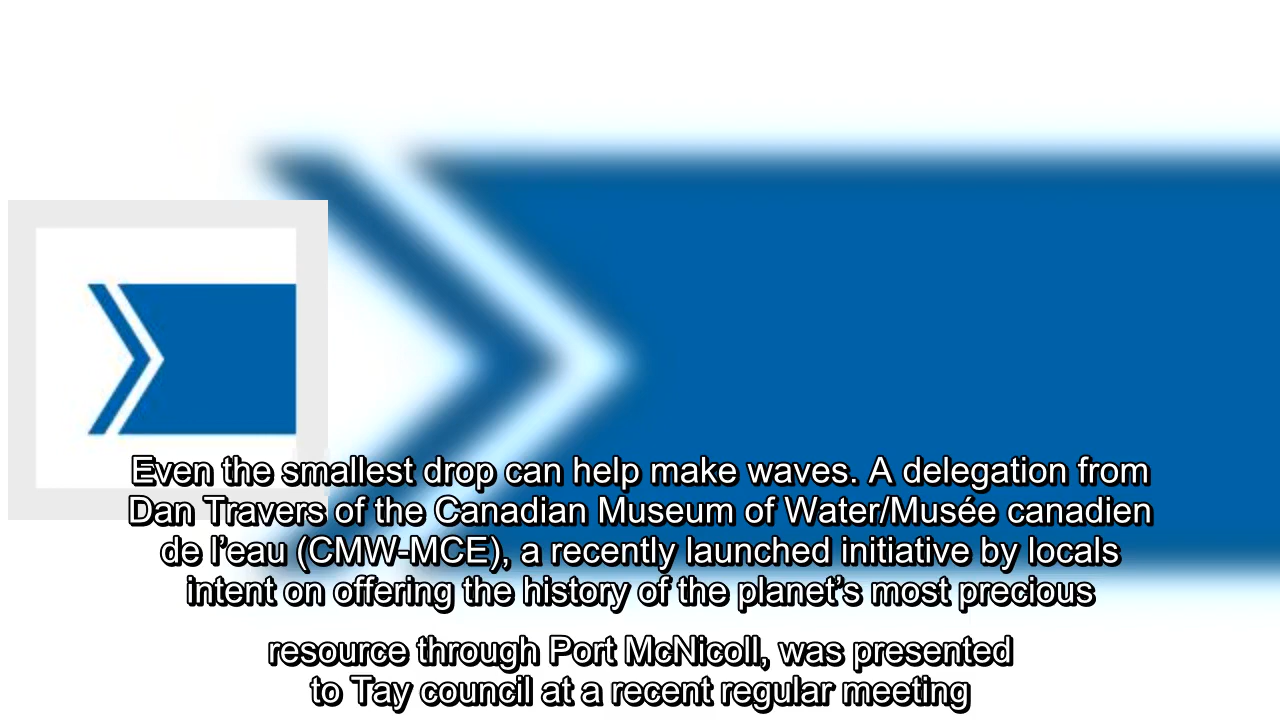 Even the smallest drop can help make waves. A delegation from
Dan Travers of the Canadian Museum of Water/Musée canadien
de l’eau (CMW-MCE), a recently launched initiative by locals
intent on offering the history of the planet’s most precious
resource through Port McNicoll, was presented
to Tay council at a recent regular meeting